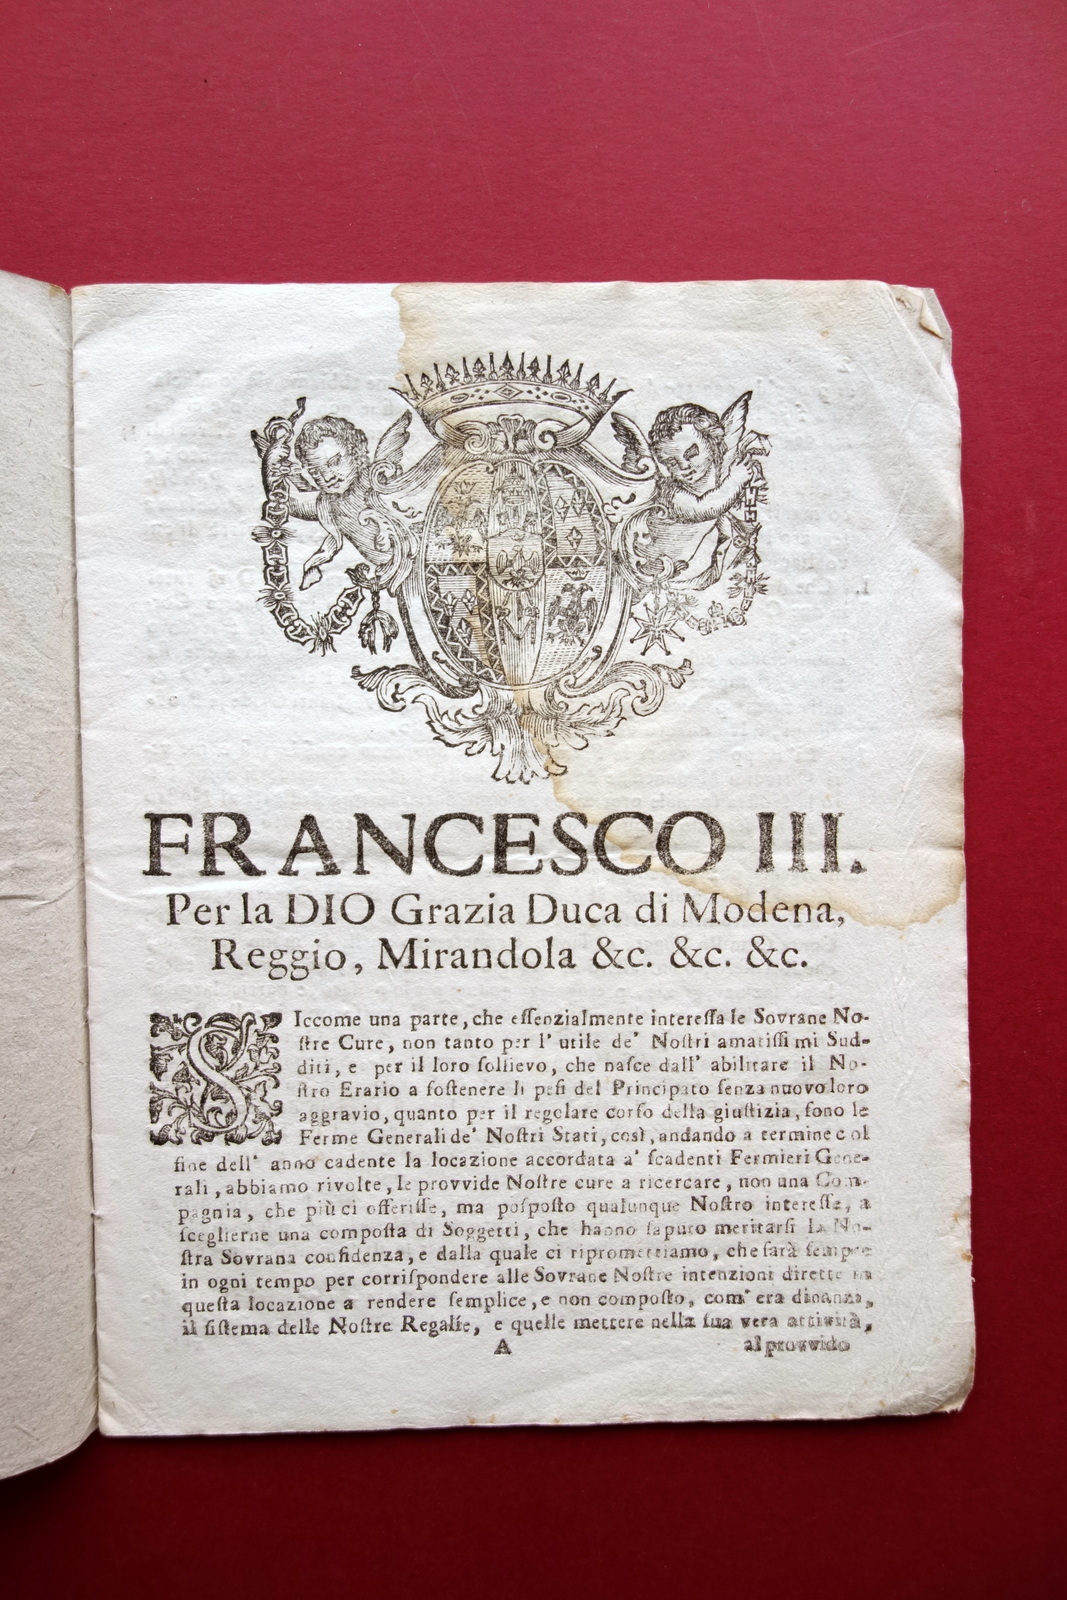 FRANCESCO III.
Per la DIO Grazia Duca di Modena,
Reggio, Mirandola &c. &c. &c.
SIccome una parte, che eſſenzialmente intereſſa le Sovrane No-
ſtre Cure, non tanto per l' utile de' Noſtri amatiſſimi Sud-
diti, e per il loro ſollievo, che naſce dall' abilitare il No-
ſtro Erario a ſoſtenere li peſi del Principato ſenza nuovo loro
aggravio, quanto per il regolare corſo della giuſtizia, ſono le
Ferme Generali de' Noſtri Stati, così, andando a termine col
fine dell' anno cadente la locazione accordata a' ſcadenti Fermieri Gene-
rali, abbiamo rivolte, le provvide Noſtre cure a ricercare, non una Com-
pagnia, che più ci offeriſſe, ma poſpoſto qualunque Noſtro intereſſe, a
ſceglierne una compoſta di Soggetti, che hanno ſaputo meritarſi la No-
ſtra Sovrana confidenza, e dalla quale ci ripromettiamo, che ſarà ſempre
in ogni tempo per corriſpondere alle Sovrane Noſtre intenzioni dirette in
queſta locazione a rendere ſemplice, e non compoſto, com' era dinanzi,
il ſiſtema delle Noſtre Regalíe, e quelle mettere nella ſua vera attività,
A
al provvido